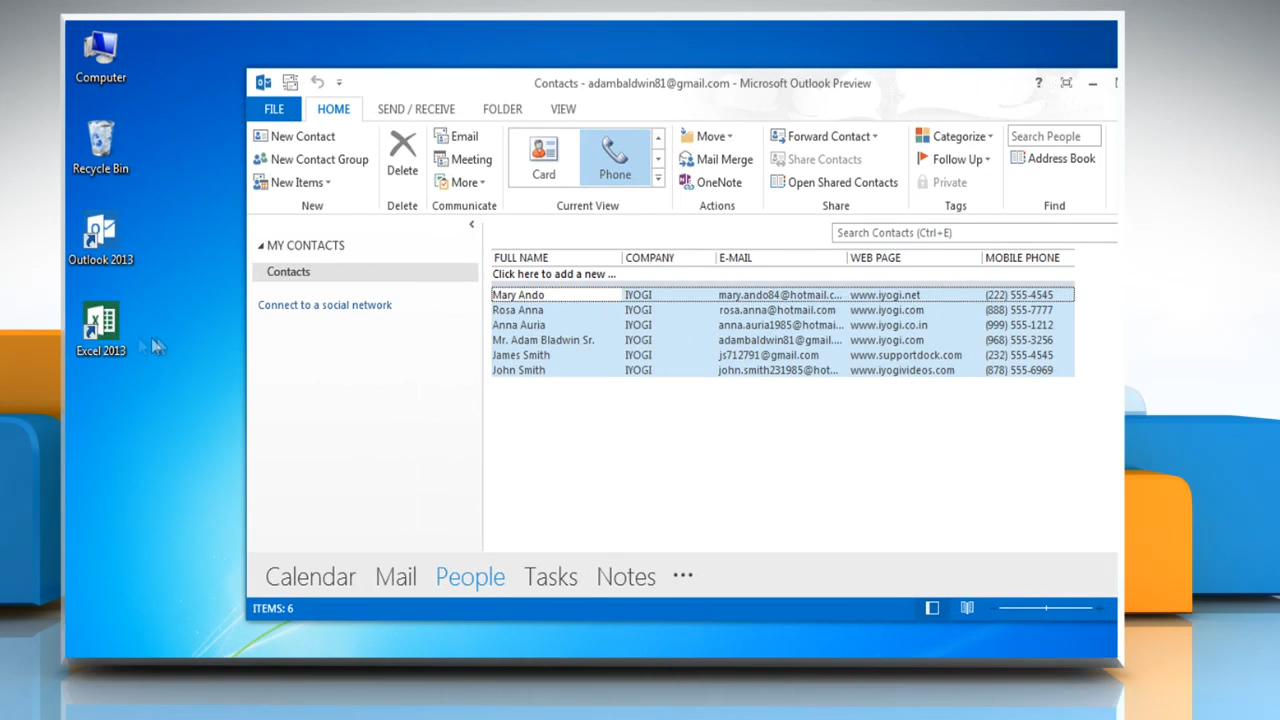 Computer
Recycle Bin
Outlook 2013
Excel 2013
Contacts - adambaldwin81@gmail.com - Microsoft Outlook Preview
?
FILE HOME SEND / RECEIVE FOLDER VIEW
New Contact
New Contact Group
New Items
New
Delete
Delete
Email
Meeting
More
Communicate
Card
Phone
Current View
Move
Mail Merge
OneNote
Actions
Forward Contact
Share Contacts
Open Shared Contacts
Share
Categorize
Follow Up
Private
Tags
Search People
Address Book
Find
MY CONTACTS
Contacts
Connect to a social network
Search Contacts (Ctrl+E)
FULL NAME COMPANY E-MAIL WEB PAGE MOBILE PHONE
Click here to add a new ...
Mary Ando IYOGI mary.ando84@hotmail.c... www.iyogi.net (222) 555-4545
Rosa Anna IYOGI rosa.anna@hotmail.com www.iyogi.com (888) 555-7777
Anna Auria IYOGI anna.auria1985@hotmai... www.iyogi.co.in (999) 555-1212
Mr. Adam Bladwin Sr. IYOGI adambaldwin81@gmail... www.iyogi.com (968) 555-3256
James Smith IYOGI js712791@gmail.com www.supportdock.com (232) 555-4545
John Smith IYOGI john.smith231985@hot... www.iyogivideos.com (878) 555-6969
Calendar Mail People Tasks Notes ...
ITEMS: 6